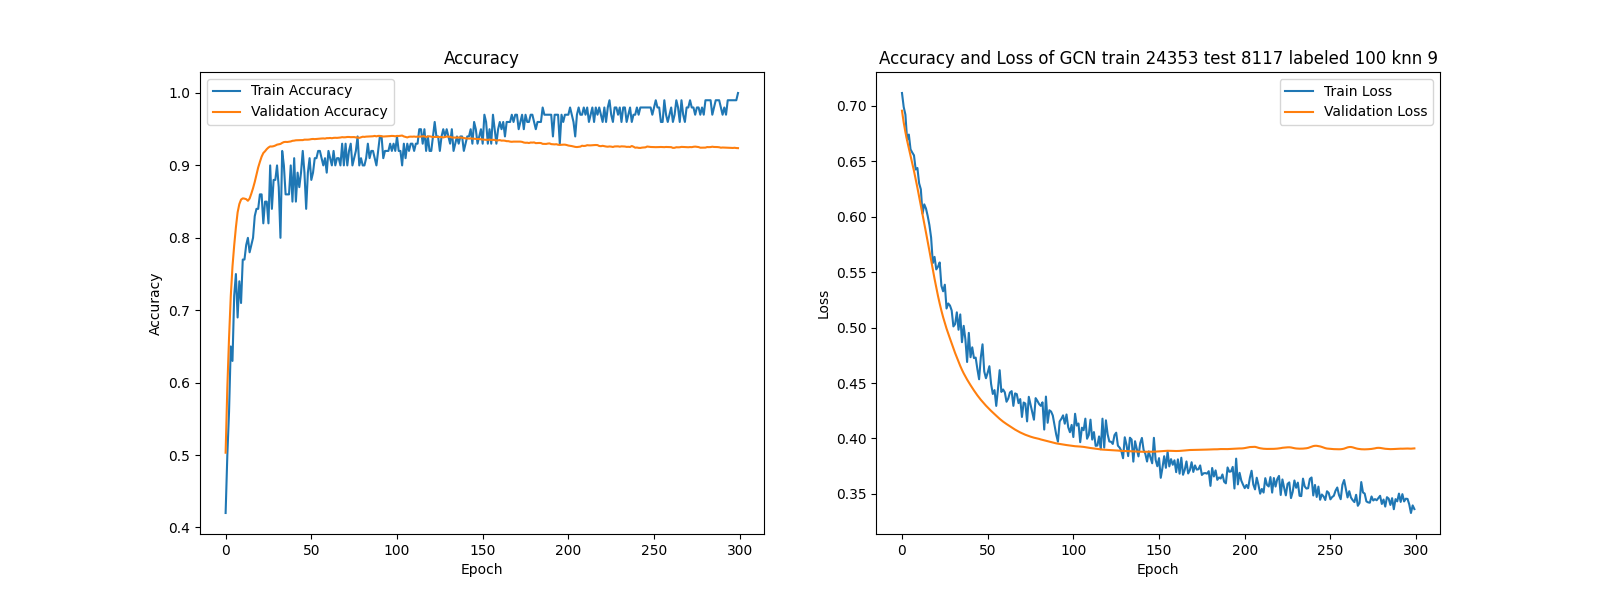 Accuracy
Train Accuracy
Validation Accuracy
1.0
0.9
0.8
0.7
0.6
0.5
0.4
Accuracy
0 50 100 150 200 250 300
Epoch
Accuracy and Loss of GCN train 24353 test 8117 labeled 100 knn 9
Train Loss
Validation Loss
0.70
0.65
0.60
0.55
0.50
0.45
0.40
0.35
Loss
0 50 100 150 200 250 300
Epoch